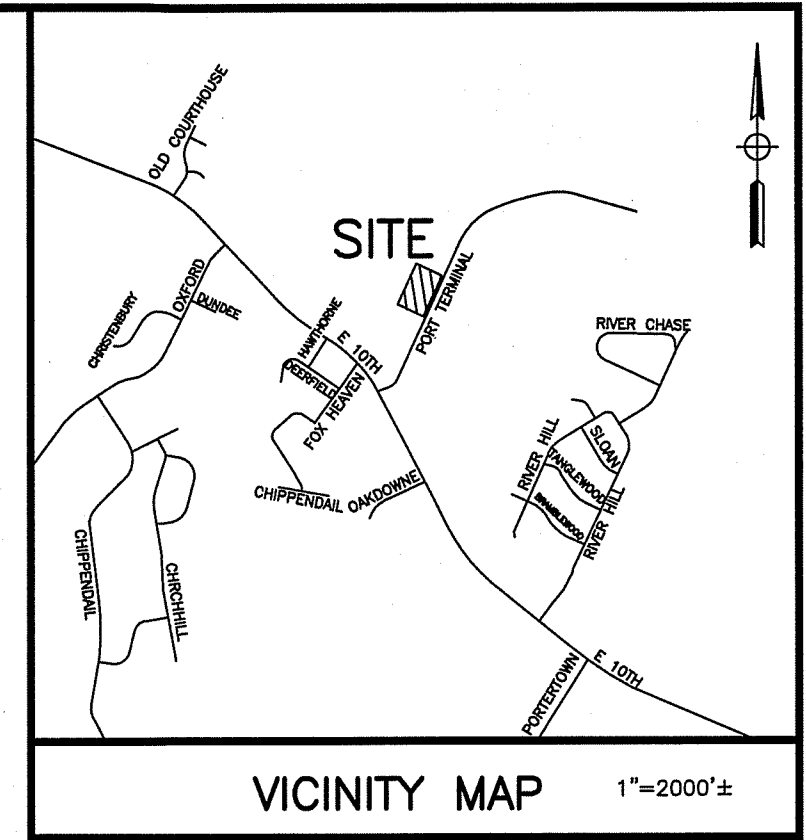 OLD COURTHOUSE
SITE
OXFORD
DUNDEE
CHRISTENBURY
PORT TERMINAL
HAWTHORNE
E 10TH
DEERFIELD
FOX HEAVEN
RIVER CHASE
RIVER HILL
SLOAN
TANGLEWOOD
BRAMBLEWOOD
RIVER HILL
CHIPPENDAIL
OAKDOWNE
CHIPPENDAIL
CHRCHHILL
PORTERTOWN
E 10TH
VICINITY MAP
1"=2000'±